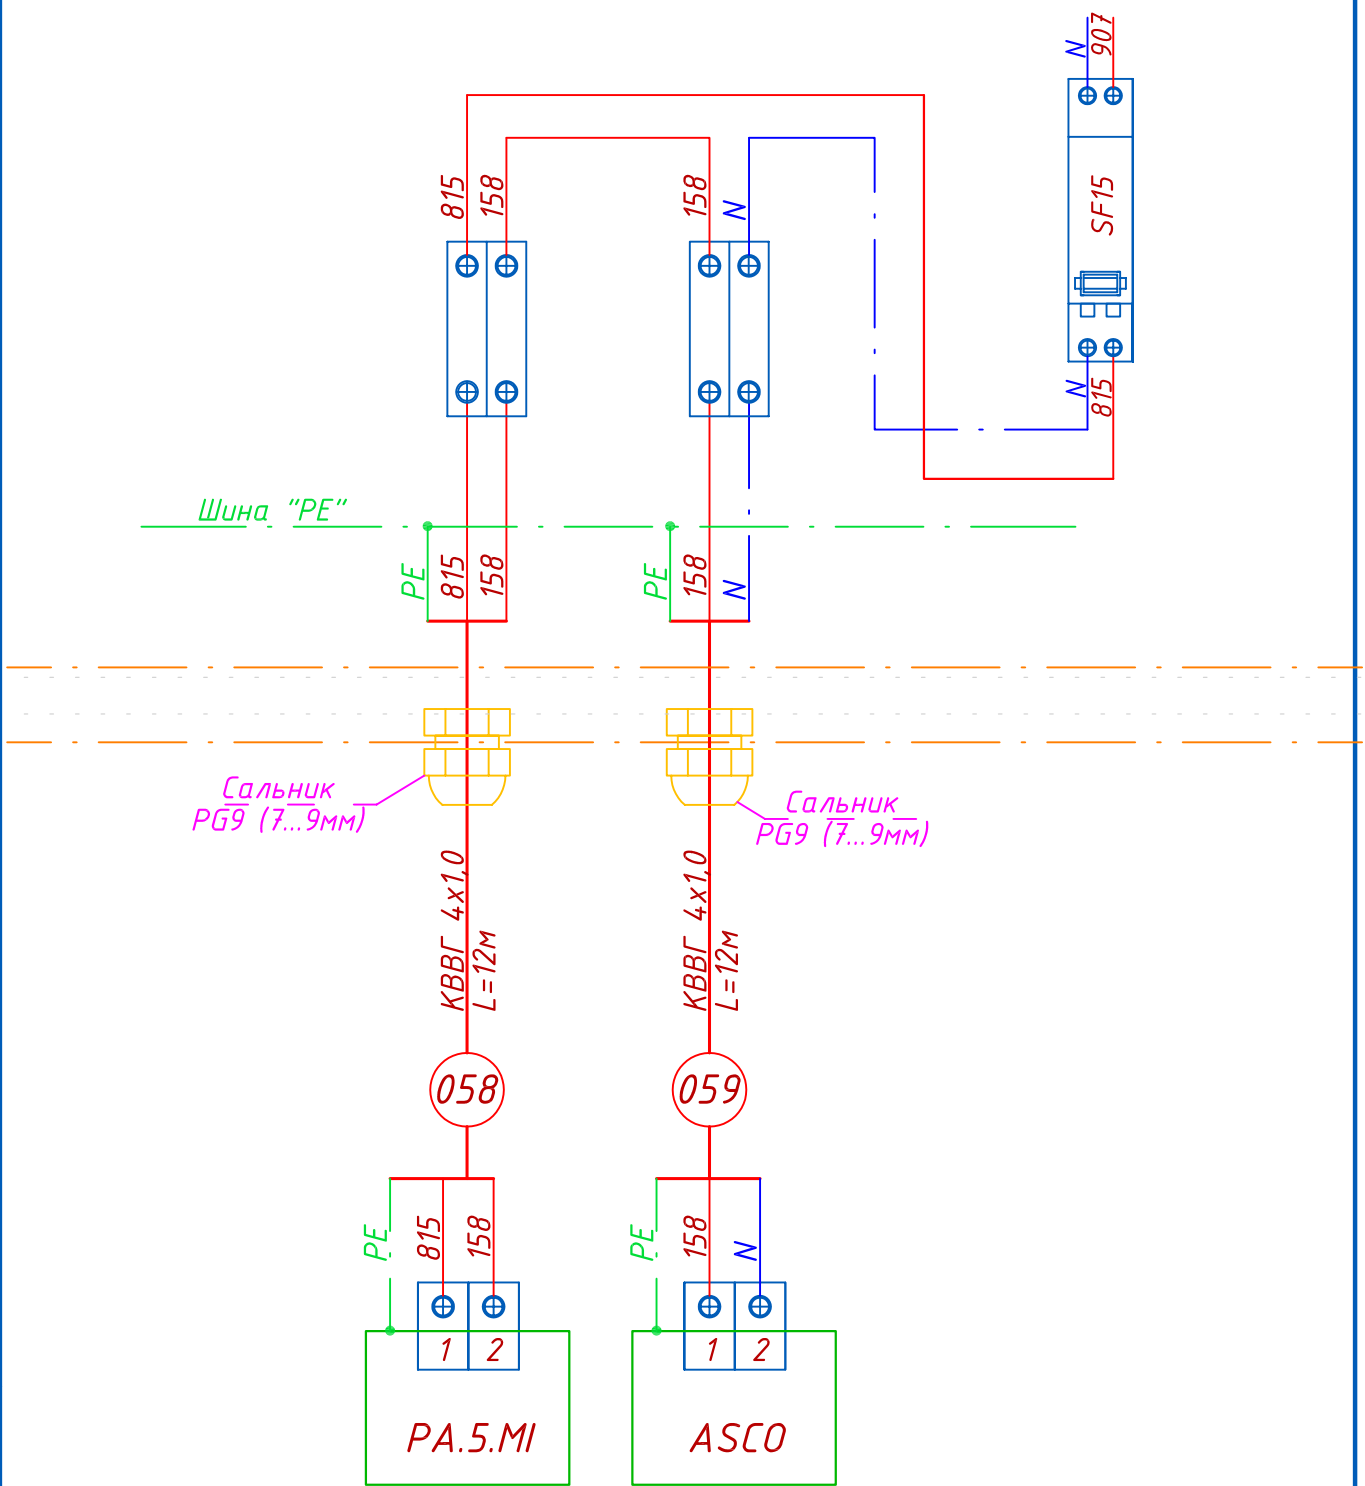 N
907
SF15
N
815
815
158
158
N
Шина "PE"
PE
815
158
PE
158
N
Сальник
PG9 (7...9мм)
Сальник
PG9 (7...9мм)
КВВГ 4x1,0
L=12м
КВВГ 4x1,0
L=12м
058
059
PE
815
158
PE
158
N
1
2
1
2
PA.5.MI
ASCO